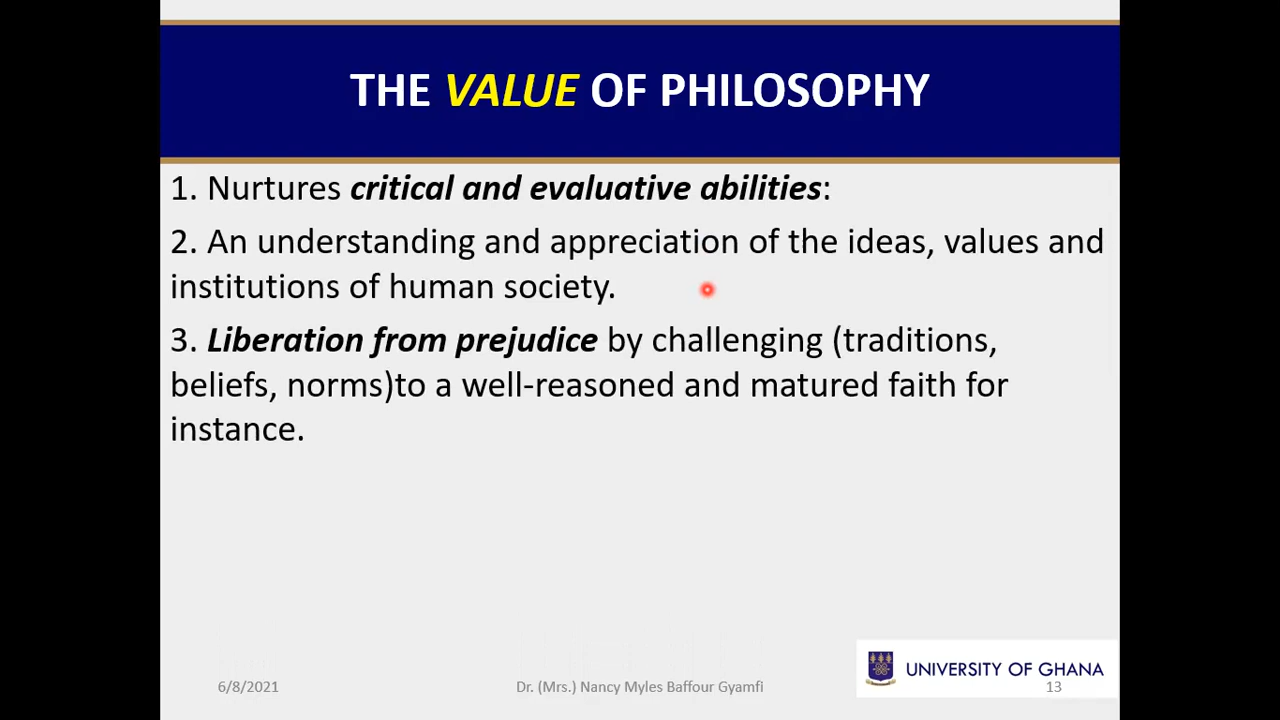 THE VALUE OF PHILOSOPHY
1. Nurtures critical and evaluative abilities:
2. An understanding and appreciation of the ideas, values and
institutions of human society.
3. Liberation from prejudice by challenging (traditions,
beliefs, norms)to a well-reasoned and matured faith for
instance.
UNIVERSITY OF GHANA
6/8/2021
Dr. (Mrs.) Nancy Myles Baffour Gyamfi
13